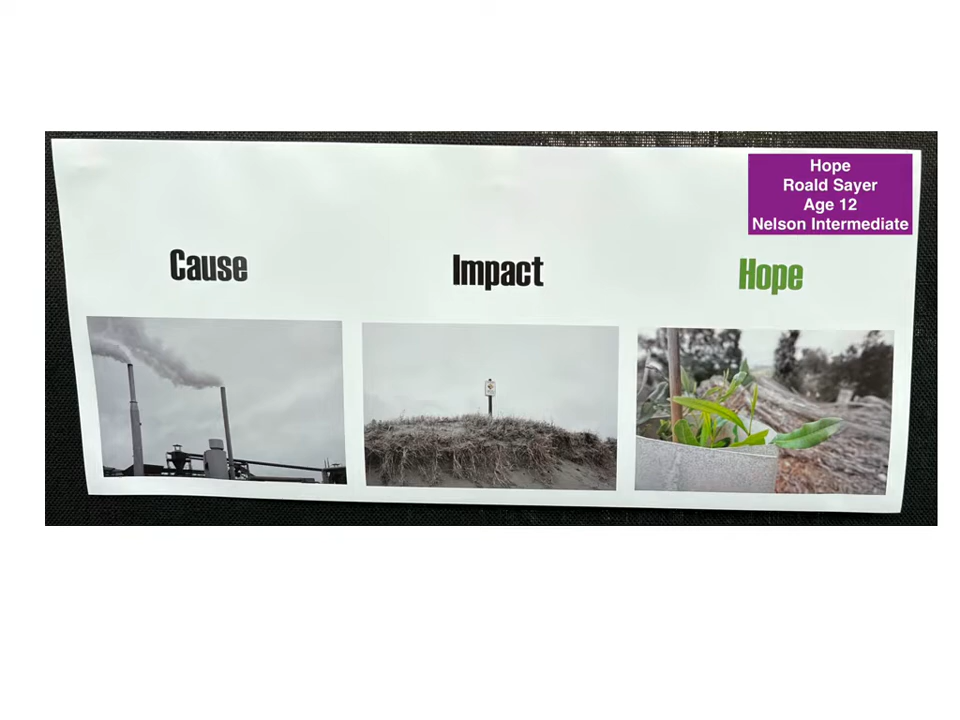 Hope
Roald Sayer
Age 12
Nelson Intermediate
Cause
Impact
Hope